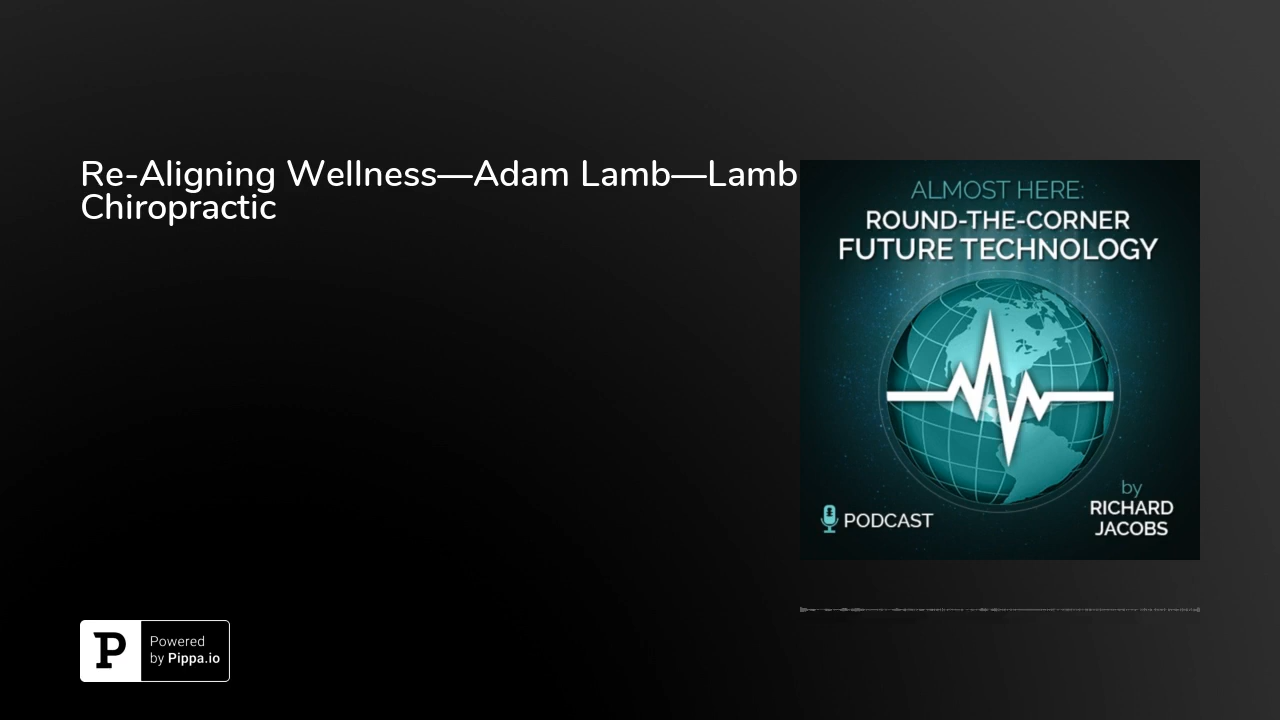 Re-Aligning Wellness—Adam Lamb—Lamb
Chiropractic
ALMOST HERE:
ROUND-THE-CORNER
FUTURE TECHNOLOGY
by
RICHARD
JACOBS
PODCAST
P
Powered
by Pippa.io